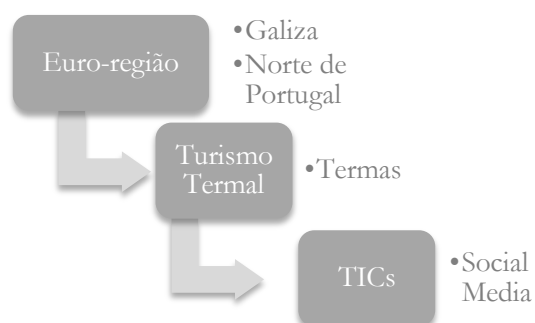 Euro-região
•Galiza
•Norte de
Portugal
Turismo
Termal
•Termas
TICs
•Social
Media